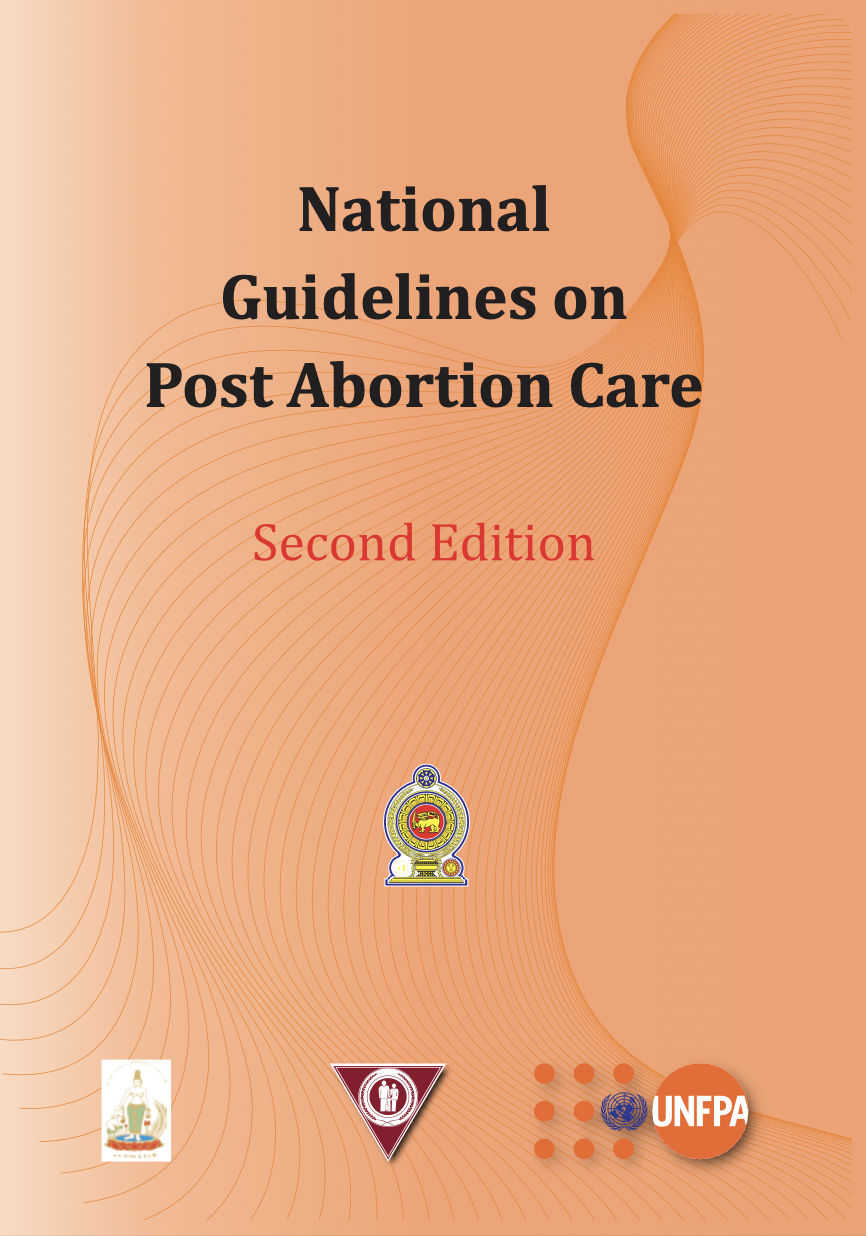 National
Guidelines on
Post Abortion Care
Second Edition
UNFPA